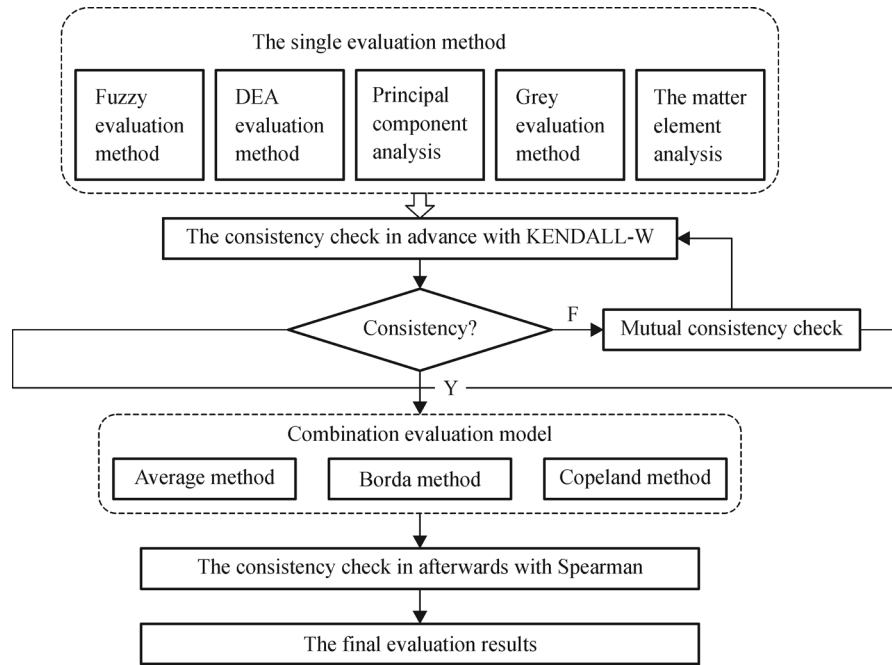 The single evaluation method
Fuzzy
evaluation
method
DEA
evaluation
method
Principal
component
analysis
Grey
evaluation
method
The matter
element
analysis
The consistency check in advance with KENDALL-W
Consistency?
F
Mutual consistency check
Y
Combination evaluation model
Average method
Borda method
Copeland method
The consistency check in afterwards with Spearman
The final evaluation results